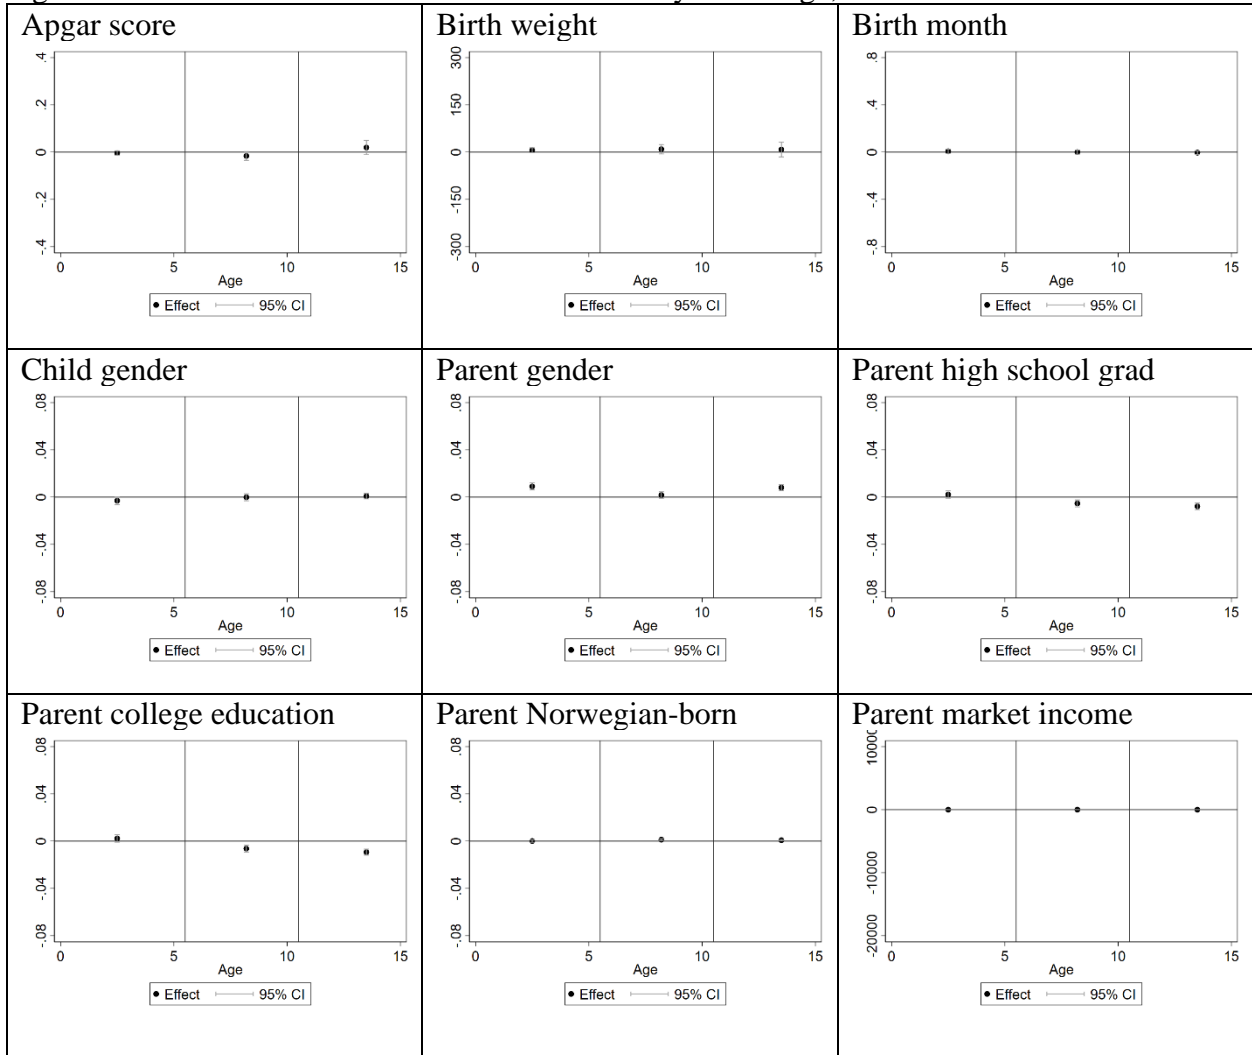 Apgar score
.4
.2
0
-.2
-.4
0 5 10 15
Age
Effect 95% CI
Birth weight
300
150
0
-150
-300
0 5 10 15
Age
Effect 95% CI
Birth month
.8
.4
0
-.4
-.8
0 5 10 15
Age
Effect 95% CI
Child gender
.08
.04
0
-.04
-.08
0 5 10 15
Age
Effect 95% CI
Parent gender
.08
.04
0
-.04
-.08
0 5 10 15
Age
Effect 95% CI
Parent high school grad
.08
.04
0
-.04
-.08
0 5 10 15
Age
Effect 95% CI
Parent college education
.08
.04
0
-.04
-.08
0 5 10 15
Age
Effect 95% CI
Parent Norwegian-born
.08
.04
0
-.04
-.08
0 5 10 15
Age
Effect 95% CI
Parent market income
10000
0
-10000
-20000
0 5 10 15
Age
Effect 95% CI